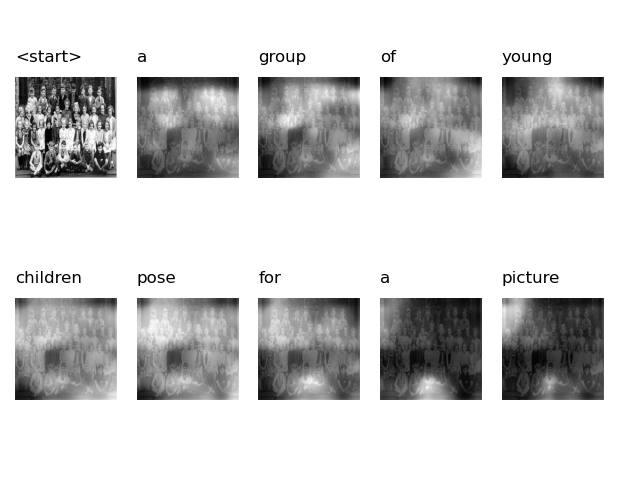 <start> a group of young
children pose for a picture